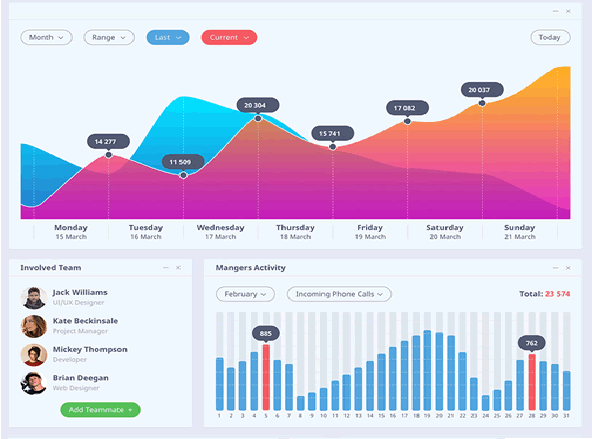 Month Range Last Current Today
14 277
11 509
20 304
15 741
17 082
20 037
Monday Tuesday Wednesday Thursday Friday Saturday Sunday
15 March 16 March 17 March 18 March 19 March 20 March 21 March
Involved Team
Jack Williams
UI/UX Designer
Kate Beckinsale
Project Manager
Mickey Thompson
Developer
Brian Deegan
Web Designer
Add Teammate +
Mangers Activity
February Incoming Phone Calls Total: 23 574
885
762
1 2 3 4 5 6 7 8 9 10 11 12 13 14 15 16 17 18 19 20 21 22 23 24 25 26 27 28 29 30 31